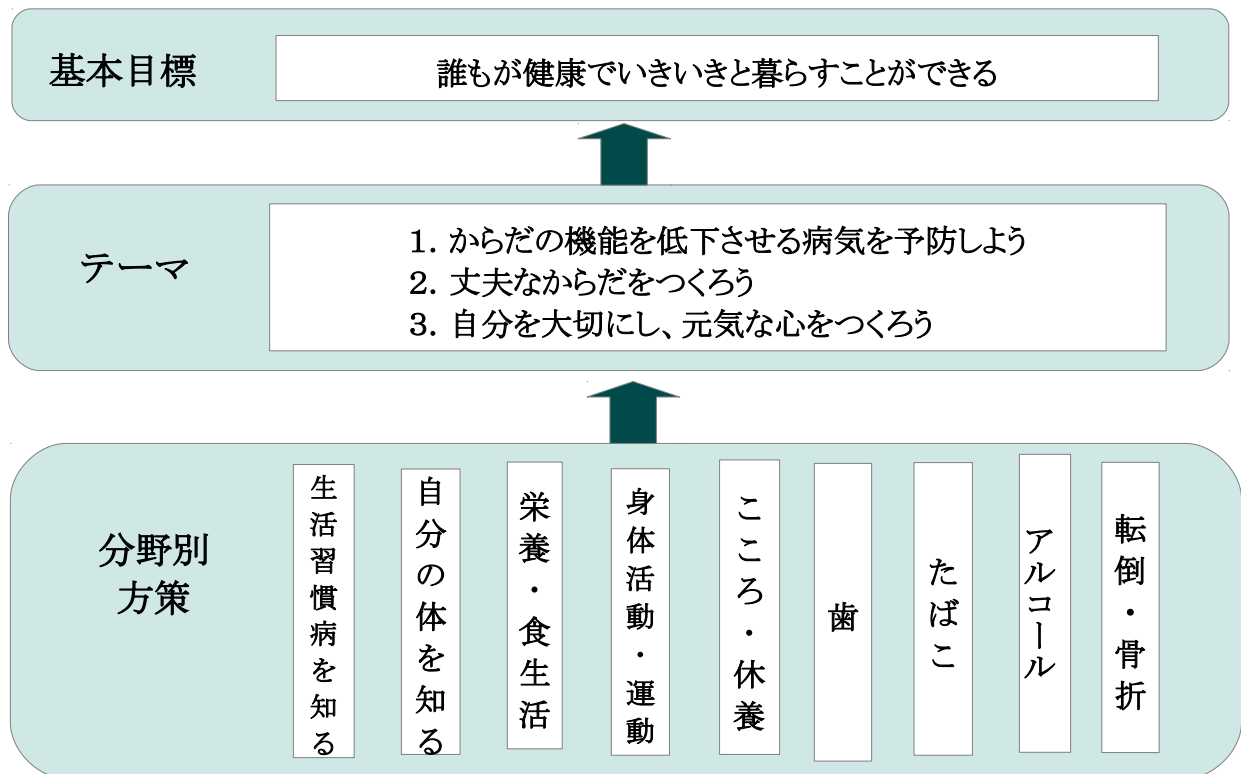 基本目標
誰もが健康でいきいきと暮らすことができる
テーマ
1. からだの機能を低下させる病気を予防しよう
2. 丈夫なからだをつくろう
3. 自分を大切にし、元気な心をつくろう
分野別
方策
生活習慣病を知る
自分の体を知る
栄養・食生活
身体活動・運動
こころ・休養
歯
たばこ
アルコール
転倒・骨折